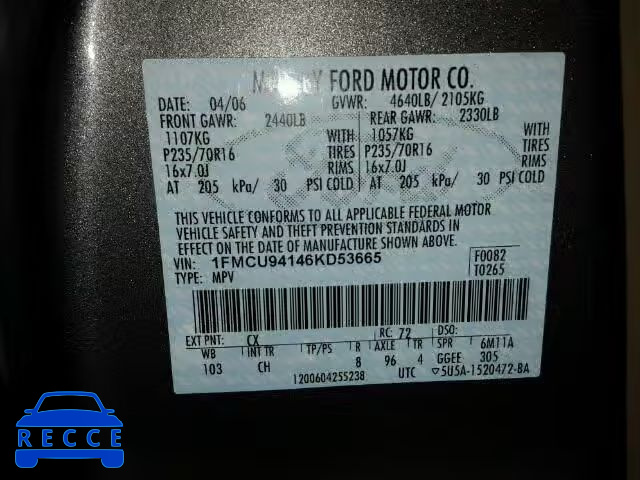 FORD MOTOR CO.
DATE: 04/06 GVWR: 4640LB/ 2105KG
FRONT GAWR: 2440LB REAR GAWR: 2330LB
1107KG WITH 1057KG WITH
P235/70R16 TIRES P235/70R16 TIRES
16x7.0J RIMS 16x7.0J RIMS
AT 205 kPa/ 30 PSI COLD AT 205 kPa/ 30 PSI COLD
THIS VEHICLE CONFORMS TO ALL APPLICABLE FEDERAL MOTOR
VEHICLE SAFETY AND THEFT PREVENTION STANDARDS IN
EFFECT ON THE DATE OF MANUFACTURE SHOWN ABOVE.
VIN: 1FMCU94146KD53665 F0082
TYPE: MPV T0265
EXT PNT: CX RC: 72 DSO:
WB INT TR TP/PS R AXLE TR SPR 6M11A
103 CH 8 96 4 GGEE 305
1200604255238 UTC ▽5U5A-1520472-BA
RECCE